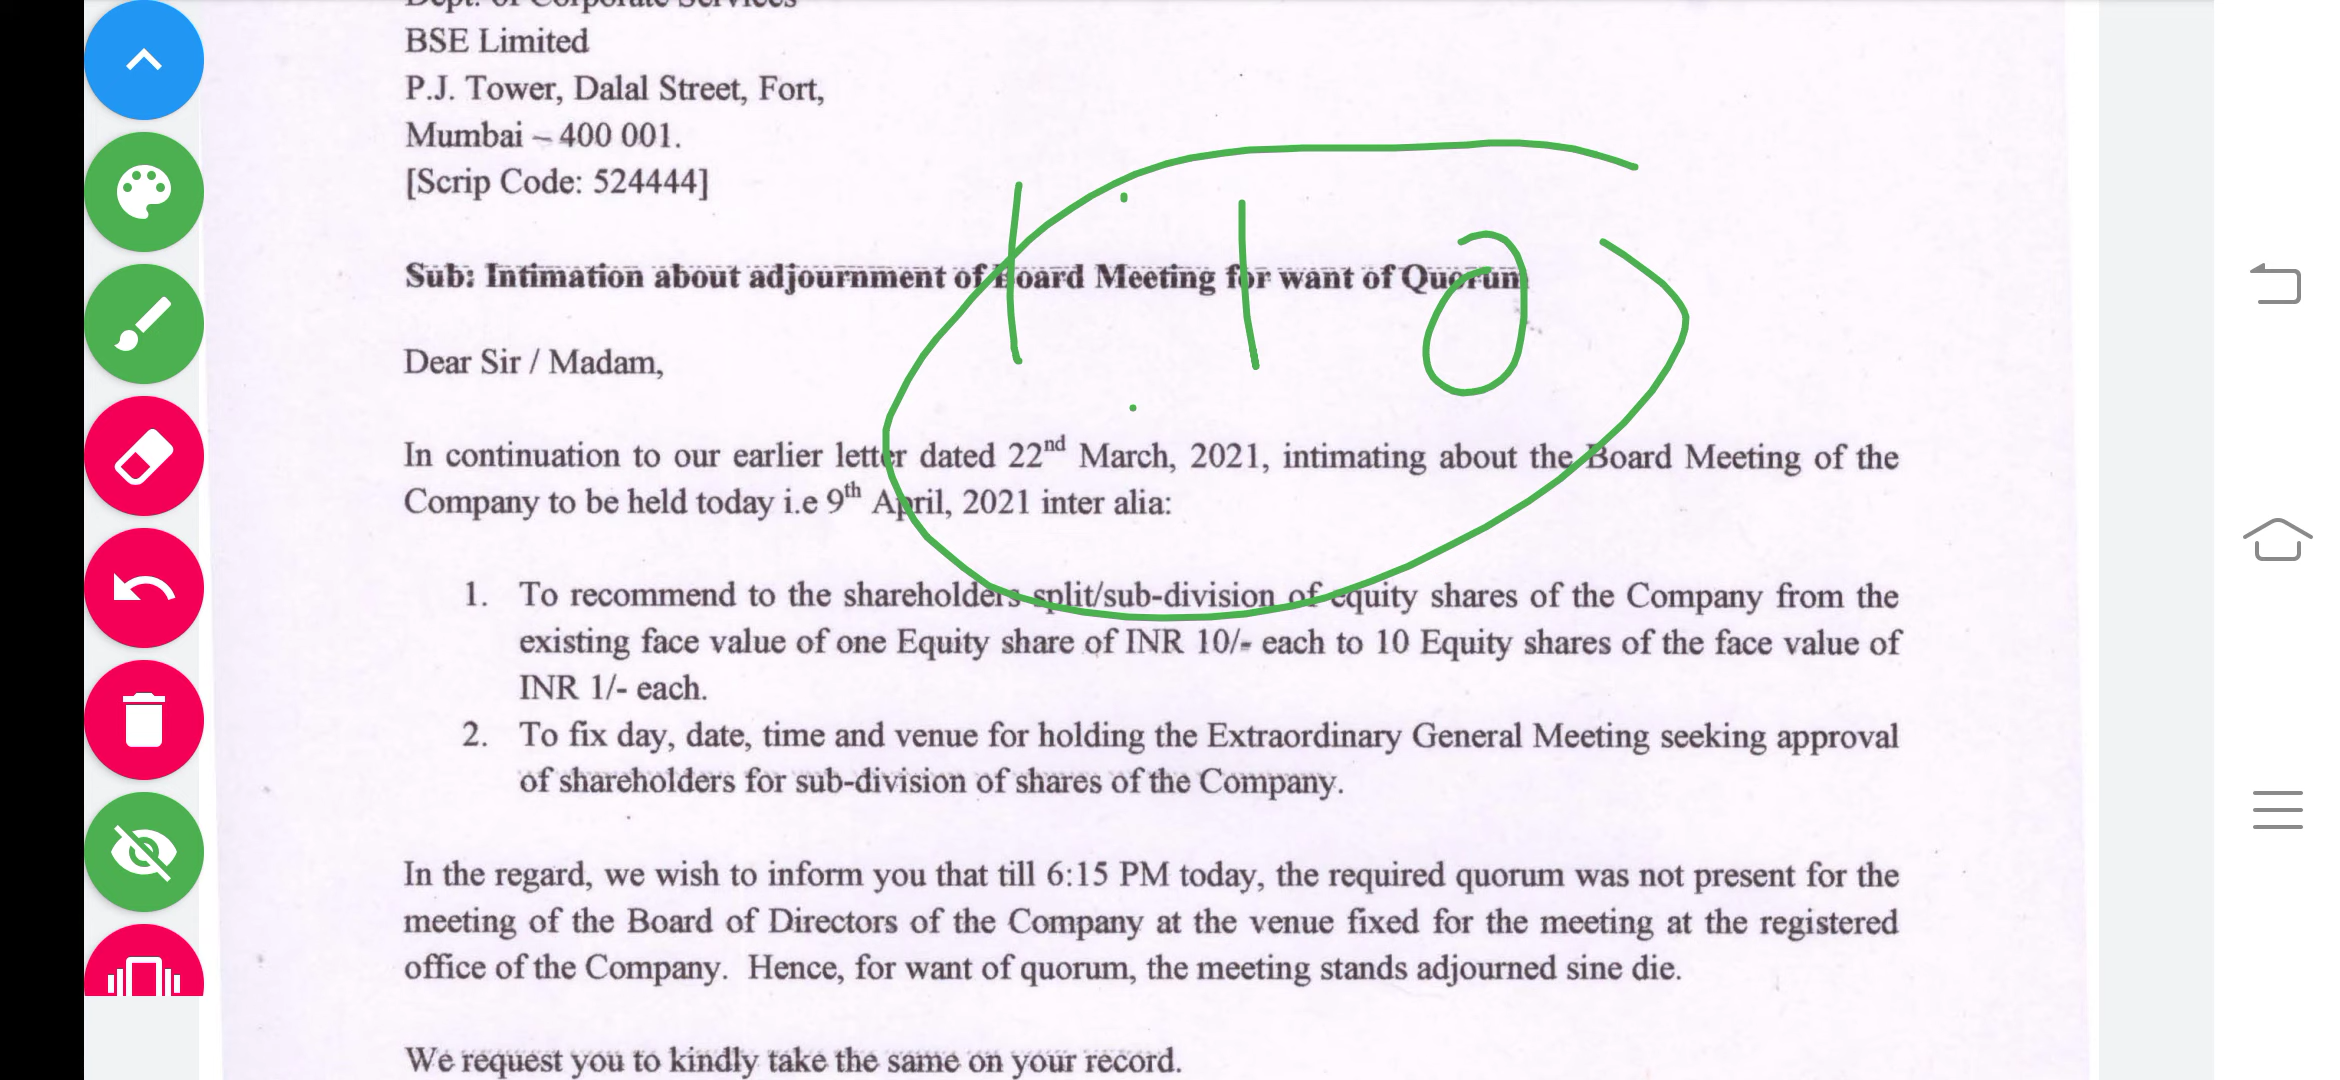 Dept. of Corporate Services
BSE Limited
P.J. Tower, Dalal Street, Fort,
Mumbai – 400 001.
[Scrip Code: 524444]
Sub: Intimation about adjournment of Board Meeting for want of Quorum
Dear Sir / Madam,
In continuation to our earlier letter dated 22nd March, 2021, intimating about the Board Meeting of the
Company to be held today i.e 9th April, 2021 inter alia:
1. To recommend to the shareholders split/sub-division of equity shares of the Company from the
existing face value of one Equity share of INR 10/- each to 10 Equity shares of the face value of
INR 1/- each.
2. To fix day, date, time and venue for holding the Extraordinary General Meeting seeking approval
of shareholders for sub-division of shares of the Company.
In the regard, we wish to inform you that till 6:15 PM today, the required quorum was not present for the
meeting of the Board of Directors of the Company at the venue fixed for the meeting at the registered
office of the Company. Hence, for want of quorum, the meeting stands adjourned sine die.
We request you to kindly take the same on your record.
1 : 10